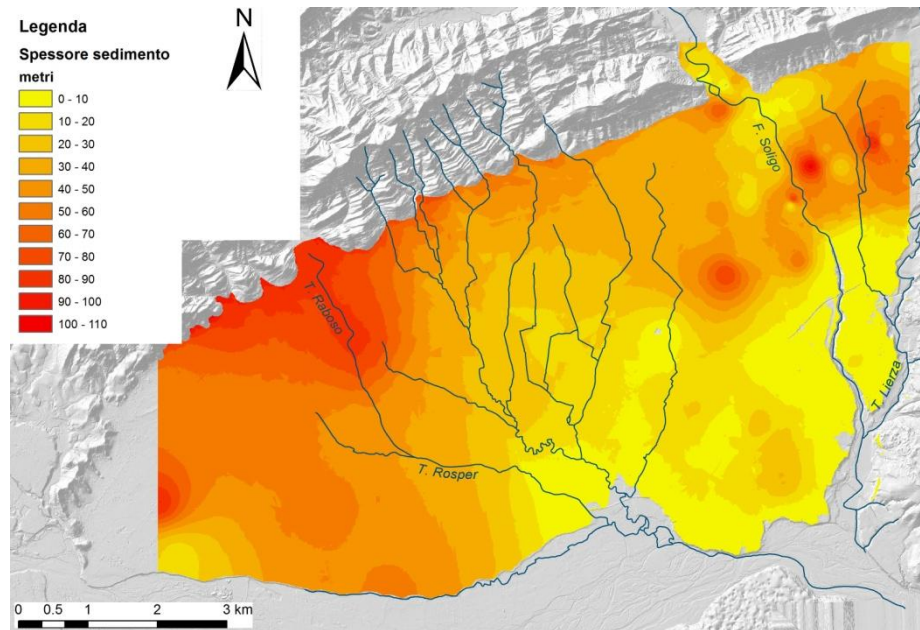 Legenda
Spessore sedimento
metri
0 - 10
10 - 20
20 - 30
30 - 40
40 - 50
50 - 60
60 - 70
70 - 80
80 - 90
90 - 100
100 - 110
N
F. Soligo
T. Raboso
T. Lierza
T. Rosper
0 0.5 1 2 3 km